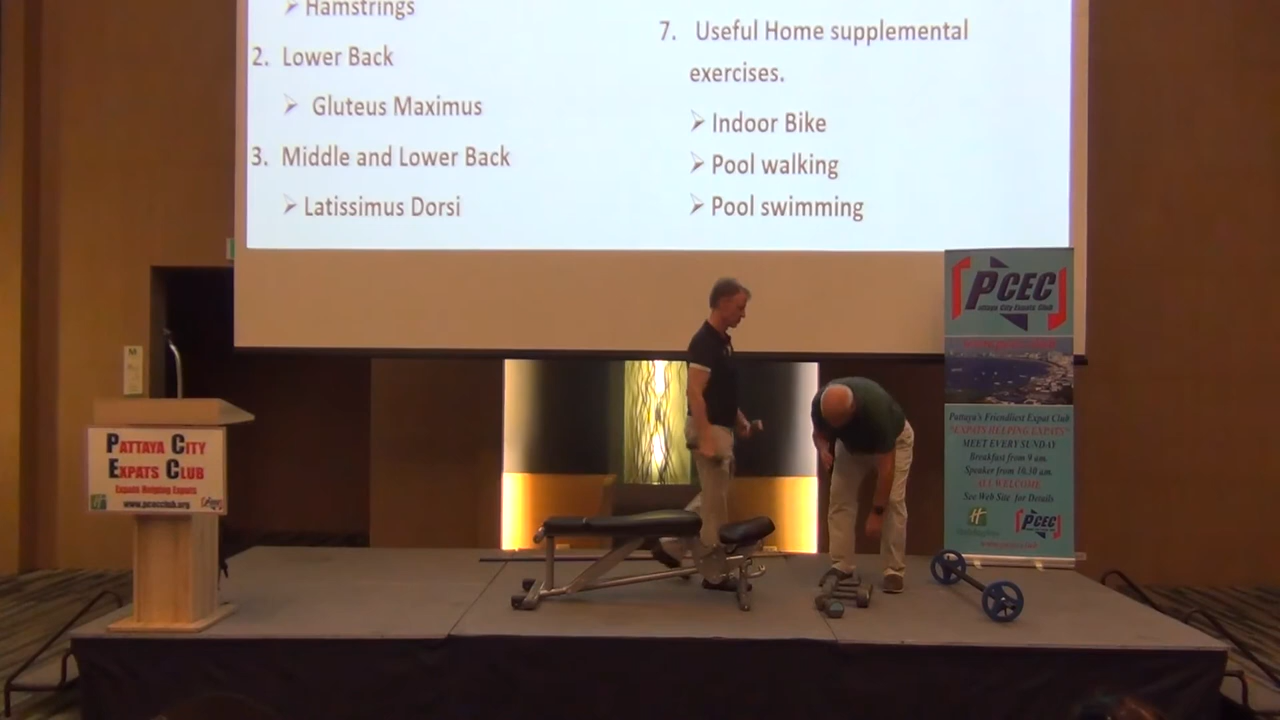 ➢ Hamstrings
2. Lower Back
➢ Gluteus Maximus
3. Middle and Lower Back
➢ Latissimus Dorsi
7. Useful Home supplemental
exercises.
➢ Indoor Bike
➢ Pool walking
➢ Pool swimming
PATTAYA CITY
EXPATS CLUB
Expats Helping Expats
www.pcecclub.org
PCEC
Pattaya City Expats Club
Pattaya's Friendliest Expat Club
"EXPATS HELPING EXPATS"
MEET EVERY SUNDAY
Breakfast from 9 am.
Speaker from 10.30 am.
ALL WELCOME
See Web Site for Details
PCEC